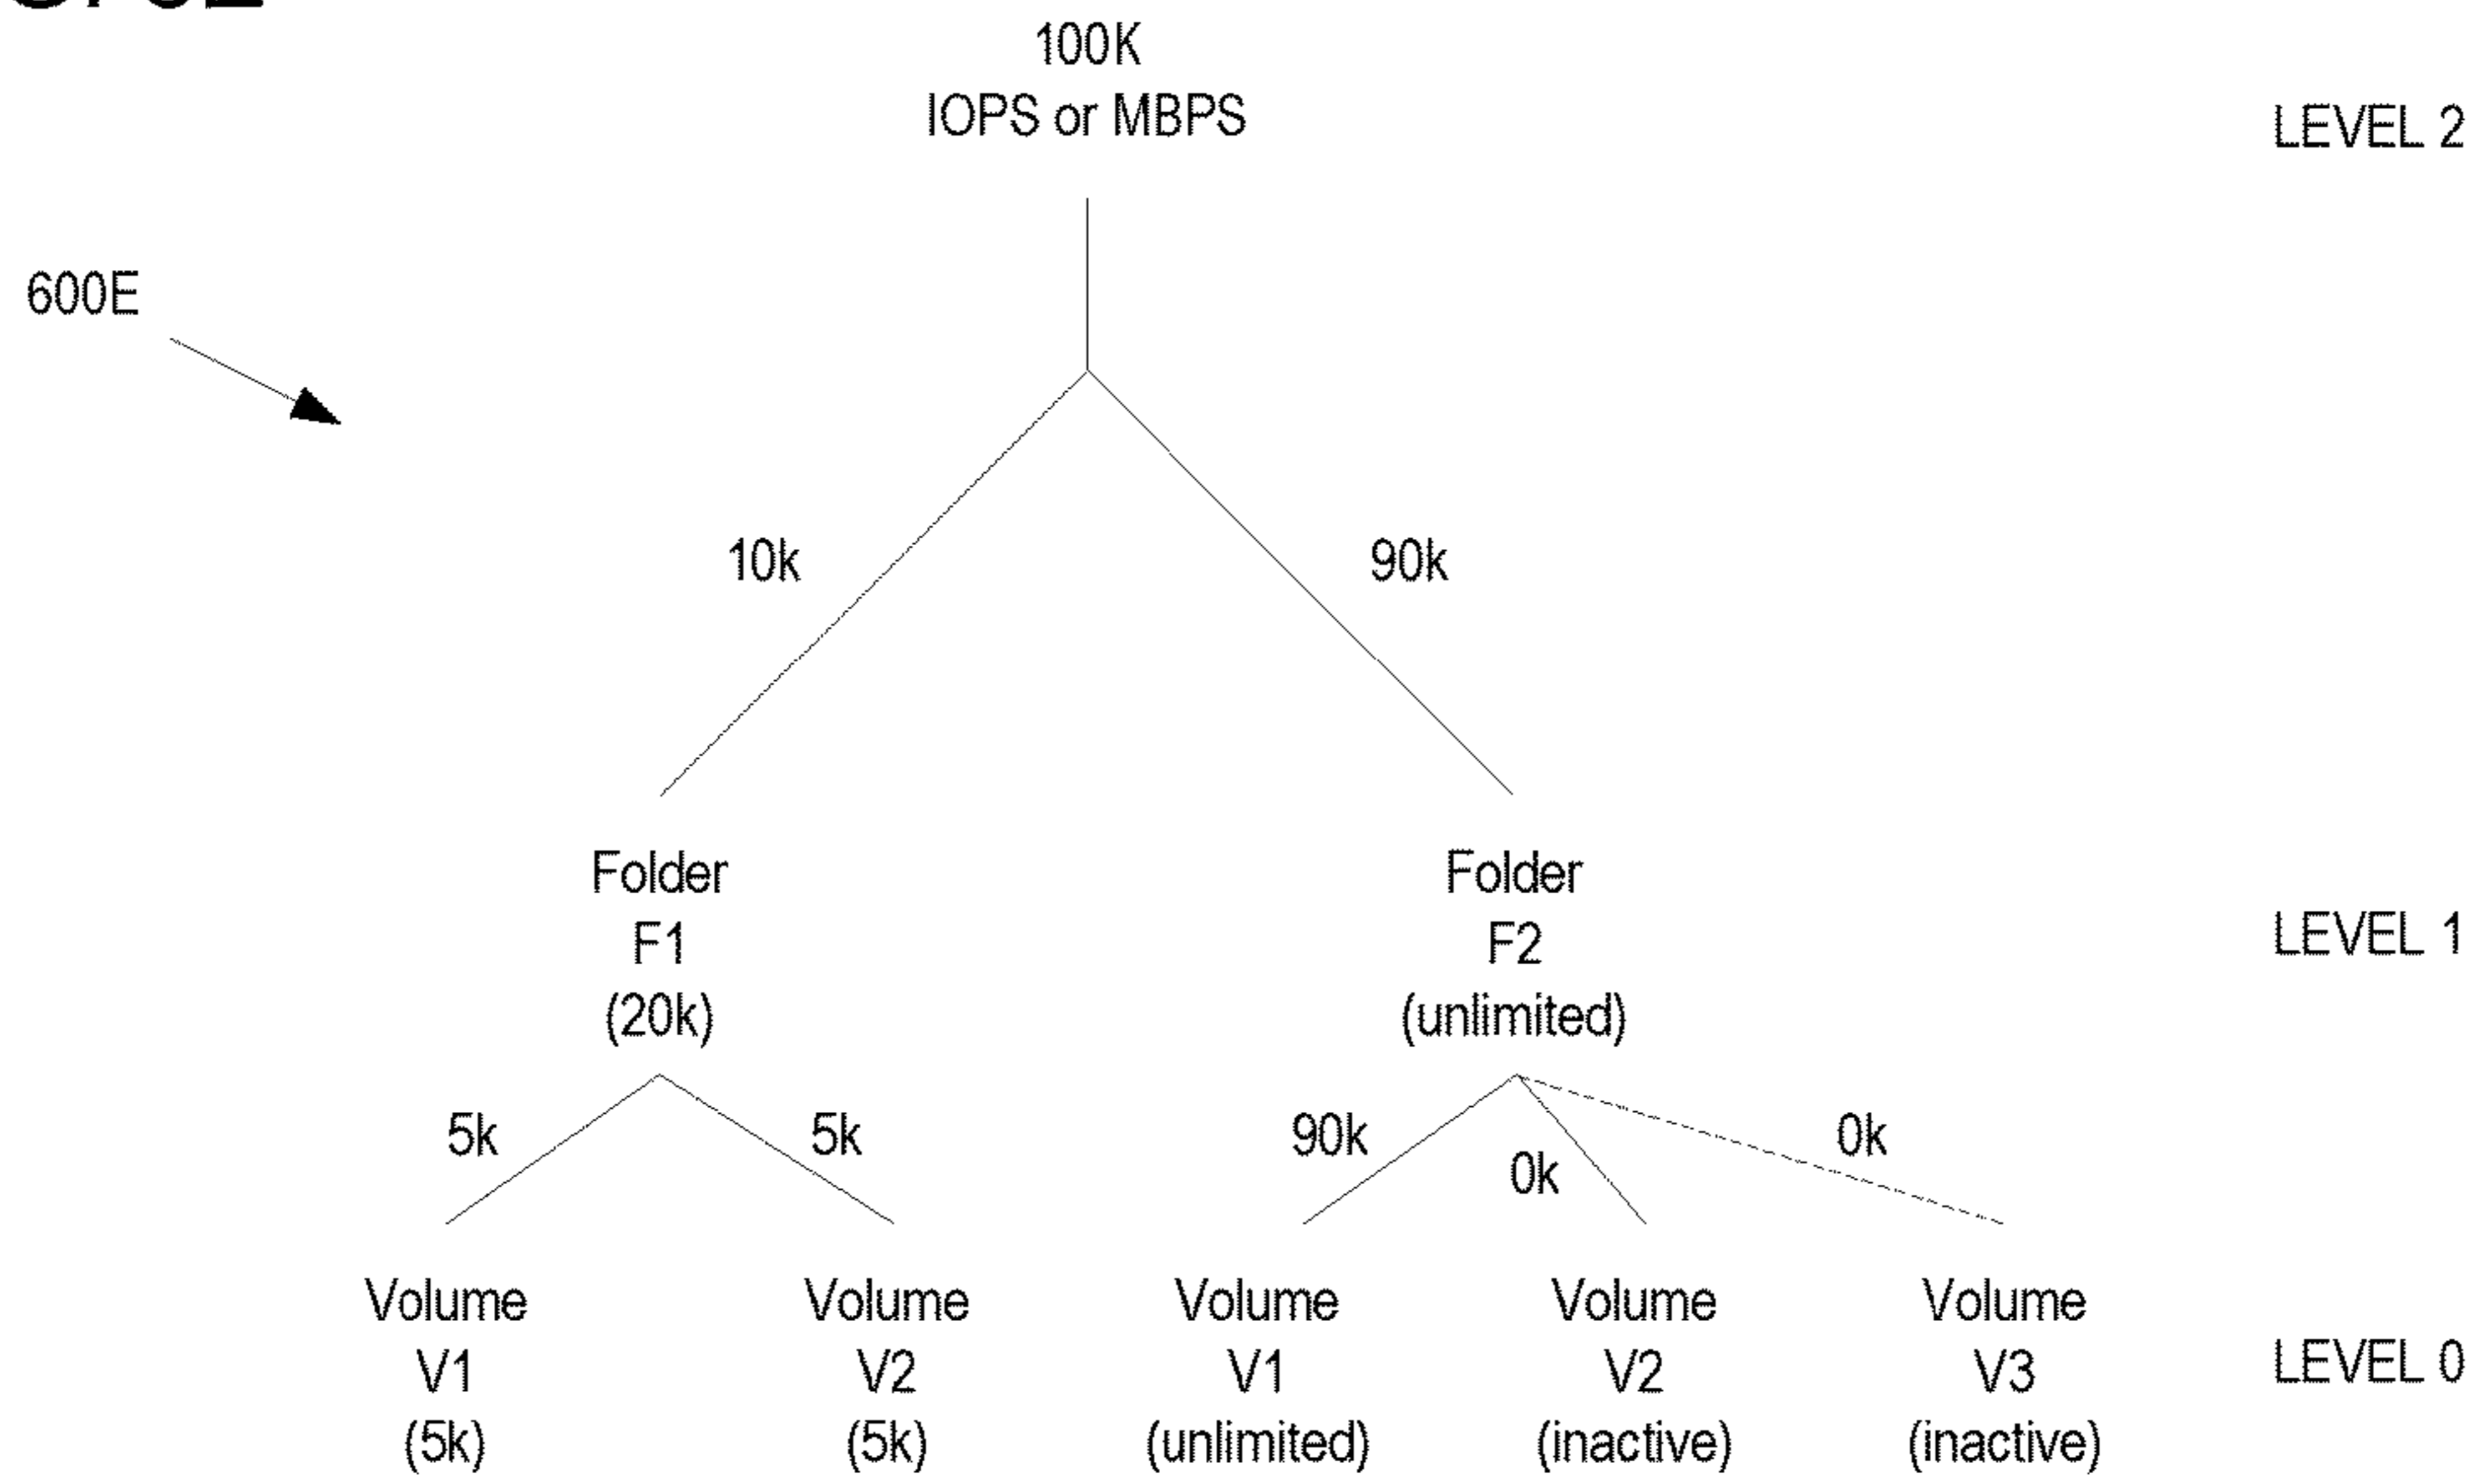 100K
IOPS or MBPS
LEVEL 2
600E
10k
90k
Folder
F1
(20k)
Folder
F2
(unlimited)
LEVEL 1
5k
5k
90k
0k
0k
Volume
V1
(5k)
Volume
V2
(5k)
Volume
V1
(unlimited)
Volume
V2
(inactive)
Volume
V3
(inactive)
LEVEL 0